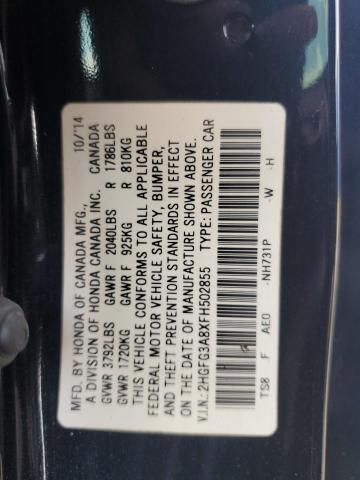 MFD. BY HONDA OF CANADA MFG., 10/'14
A DIVISION OF HONDA CANADA INC. CANADA
GVWR 3792LBS GAWR F 2040LBS R 1786LBS
GVWR 1720KG GAWR F 925KG R 810KG
THIS VEHICLE CONFORMS TO ALL APPLICABLE
FEDERAL MOTOR VEHICLE SAFETY, BUMPER,
AND THEFT PREVENTION STANDARDS IN EFFECT
ON THE DATE OF MANUFACTURE SHOWN ABOVE.
V.I.N.: 2HGFG3A8XFH502855 TYPE: PASSENGER CAR
TS8 F AE0 -NH731P -W -H